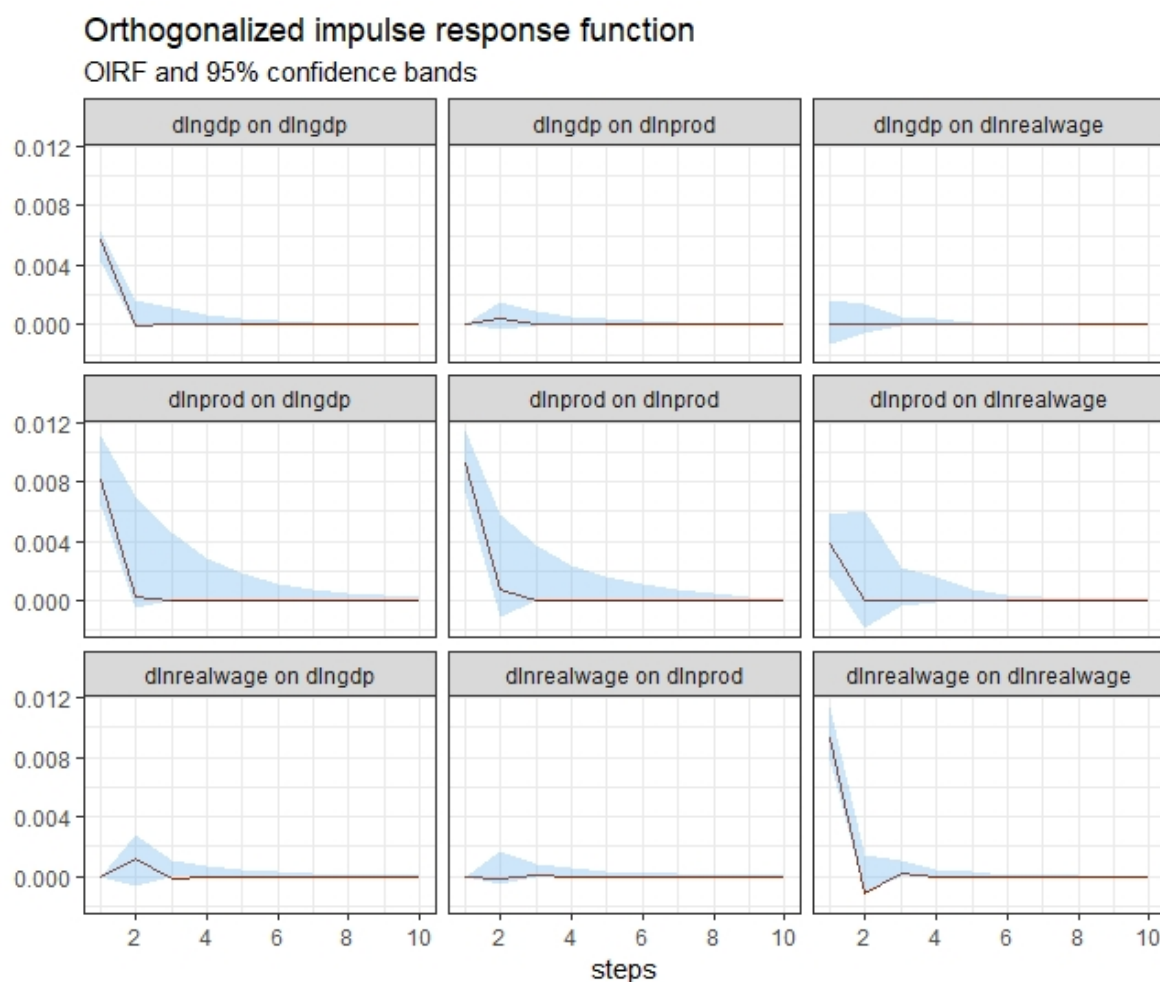 Orthogonalized impulse response function
OIRF and 95% confidence bands
dlngdp on dlngdp
dlngdp on dlnprod
dlngdp on dlnrealwage
0.012
0.008
0.004
0.000
dlnprod on dlngdp
dlnprod on dlnprod
dlnprod on dlnrealwage
0.012
0.008
0.004
0.000
dlnrealwage on dlngdp
dlnrealwage on dlnprod
dlnrealwage on dlnrealwage
0.012
0.008
0.004
0.000
2 4 6 8 10 2 4 6 8 10 2 4 6 8 10
steps